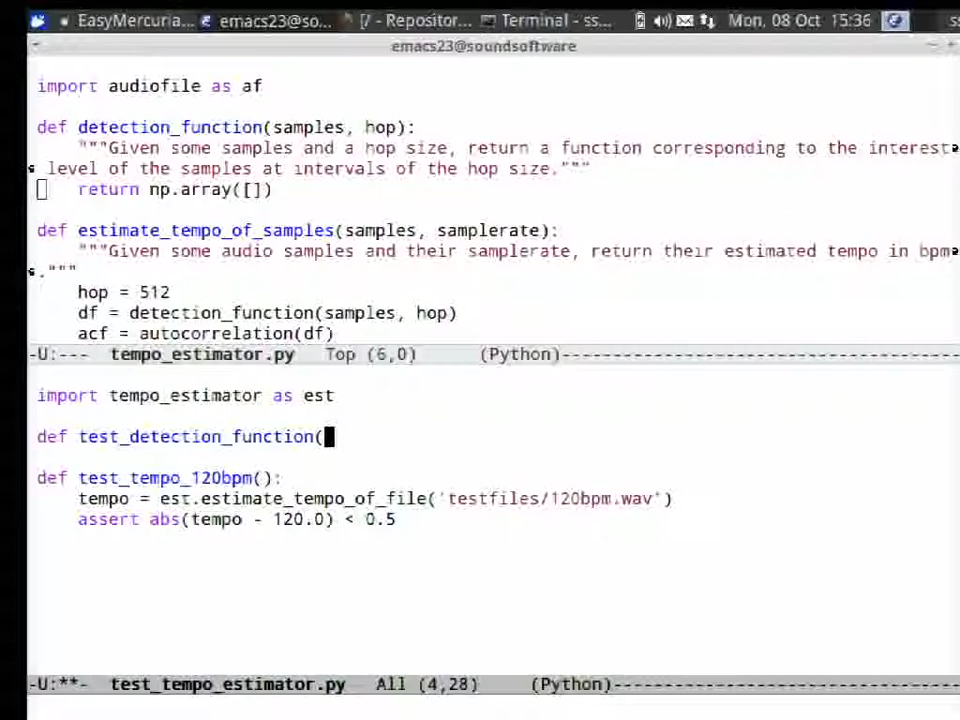 EasyMercuria... emacs23@so... [/ - Repositor... Terminal - ss... Mon, 08 Oct 15:36
emacs23@soundsoftware
import audiofile as af
def detection_function(samples, hop):
"""Given some samples and a hop size, return a function corresponding to the interest
level of the samples at intervals of the hop size."""
return np.array([])
def estimate_tempo_of_samples(samples, samplerate):
"""Given some audio samples and their samplerate, return their estimated tempo in bpm
."""
hop = 512
df = detection_function(samples, hop)
acf = autocorrelation(df)
-U:--- tempo_estimator.py Top (6,0) (Python)---------------------------------------
import tempo_estimator as est
def test_detection_function(
def test_tempo_120bpm():
tempo = est.estimate_tempo_of_file('testfiles/120bpm.wav')
assert abs(tempo - 120.0) < 0.5
-U:**- test_tempo_estimator.py All (4,28) (Python)----------------------------------